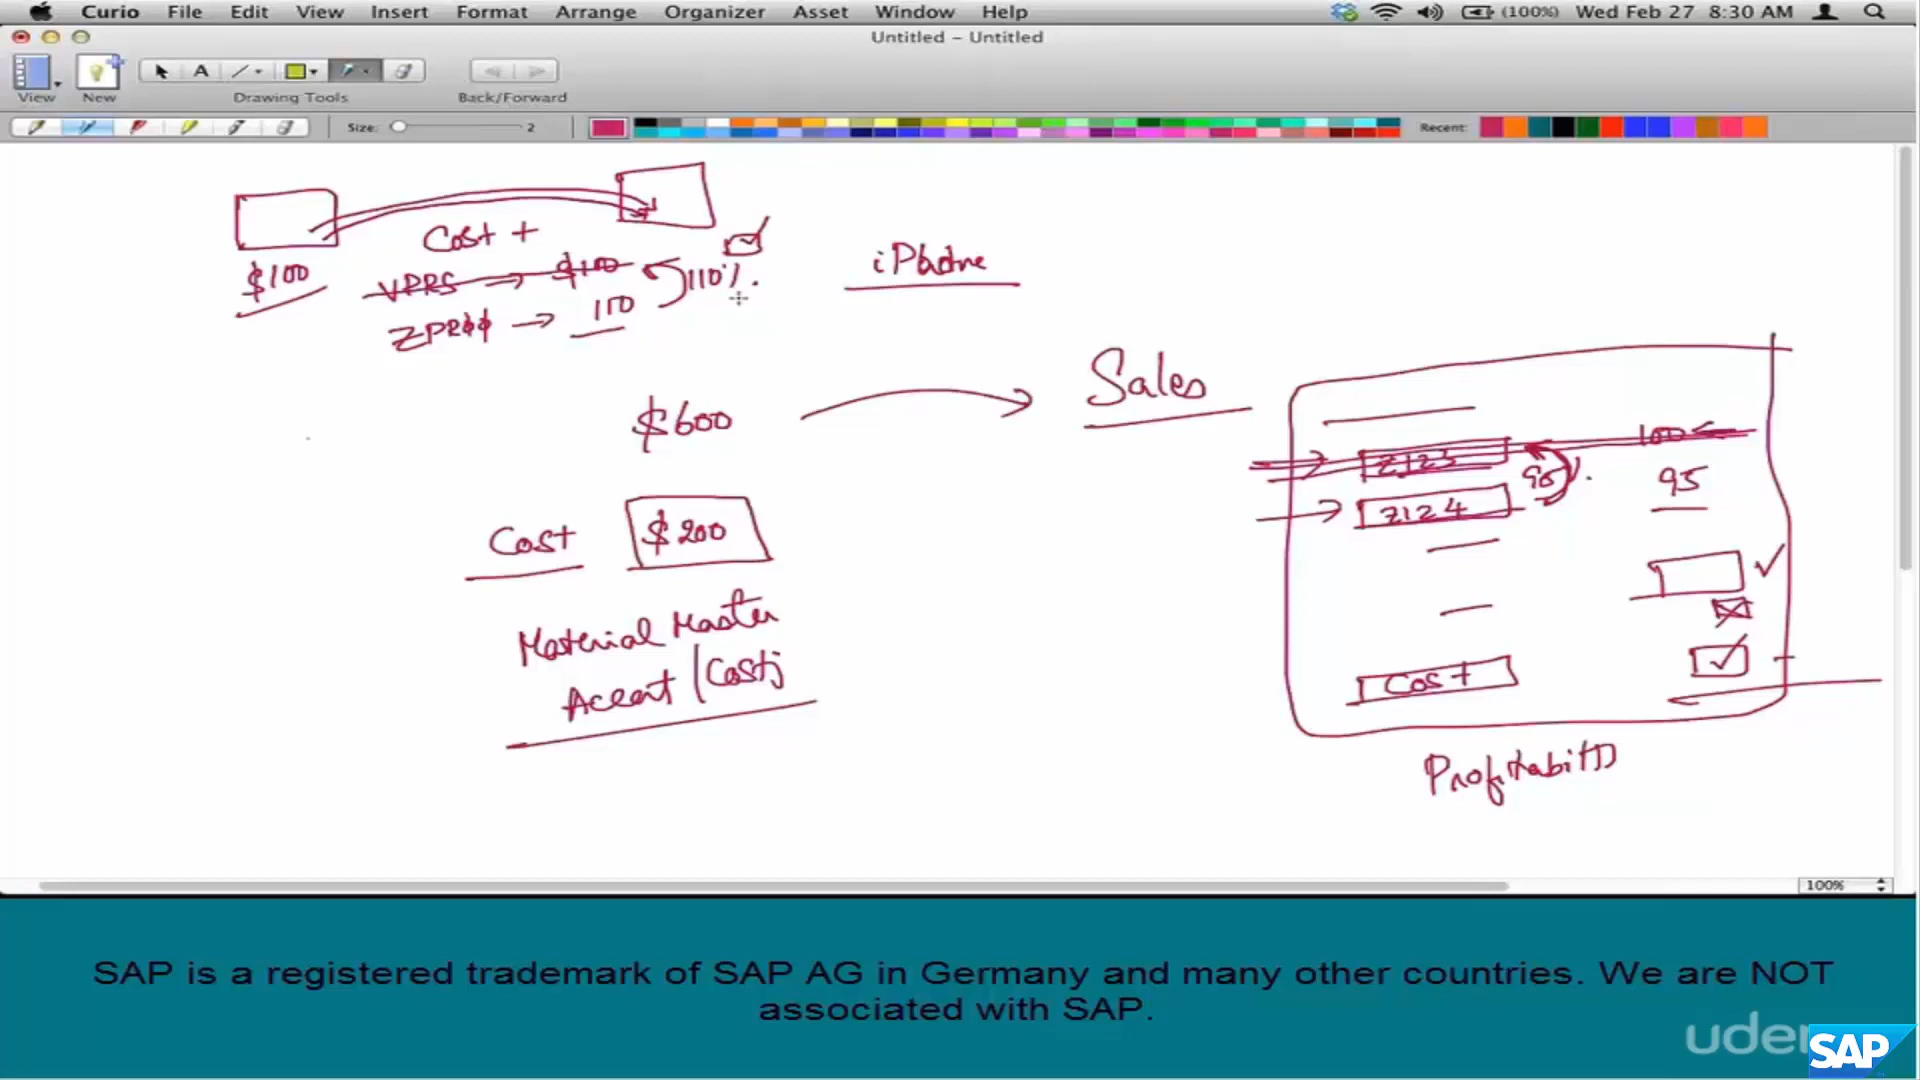 Curio File Edit View Insert Format Arrange Organizer Asset Window Help (100%) Wed Feb 27 8:30 AM
Untitled – Untitled
A
View New Drawing Tools Back/Forward
Size: 2 Recent:
Cost +
$100
VPRS → $100
110%.
ZPR00 → 110
iPhone
$600
Sales
Cost $200
Material Master
Accent / Costj
Z123 100
95%.
Z124 95
Cost
Profitability
100%
SAP is a registered trademark of SAP AG in Germany and many other countries. We are NOT
associated with SAP.
SAP